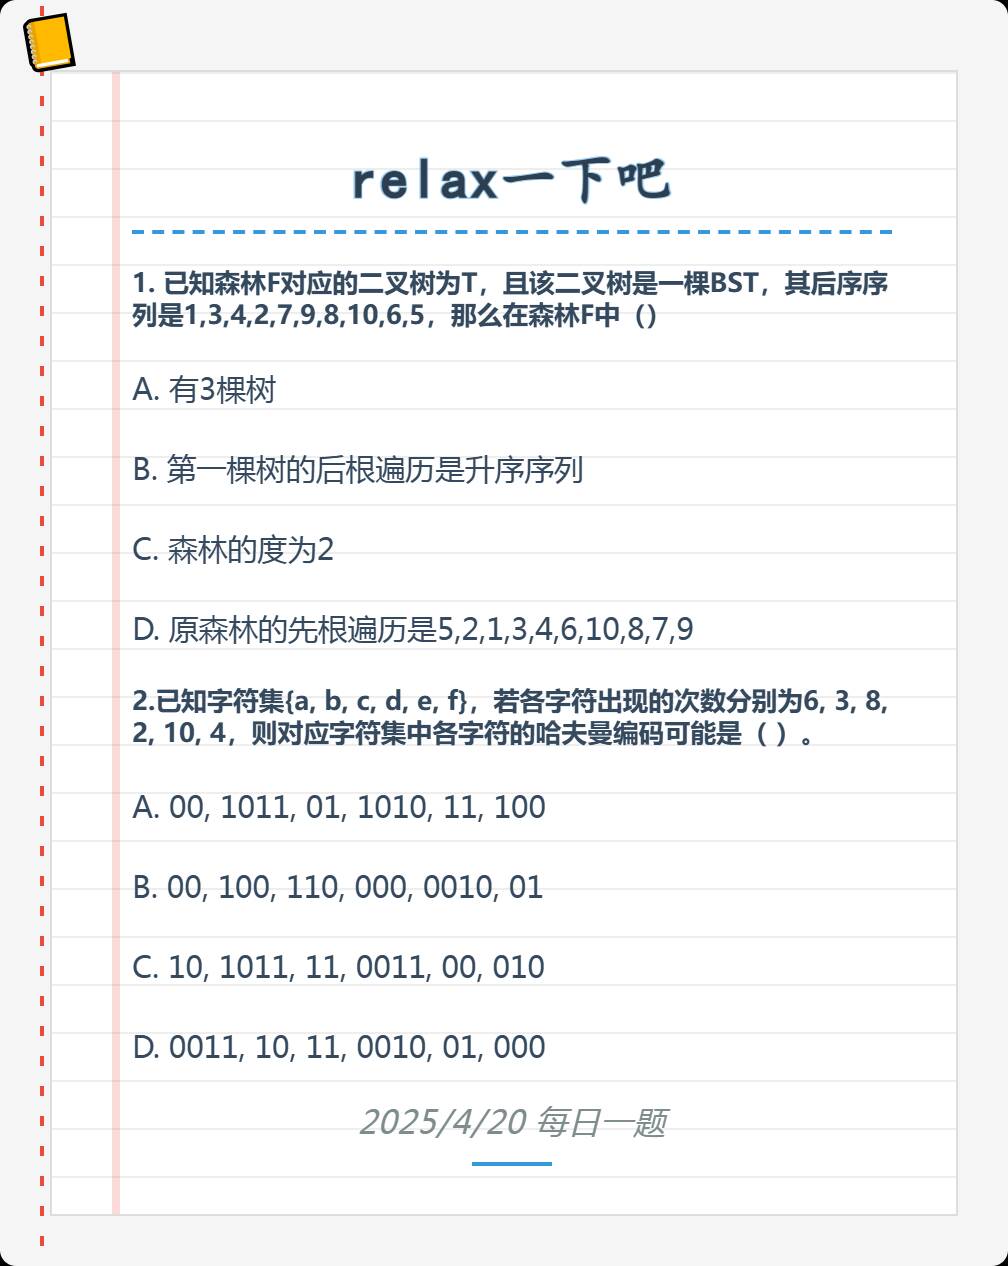 relax一下吧
1. 已知森林F对应的二叉树为T，且该二叉树是一棵BST，其后序序
列是1,3,4,2,7,9,8,10,6,5，那么在森林F中（）
A. 有3棵树
B. 第一棵树的后根遍历是升序序列
C. 森林的度为2
D. 原森林的先根遍历是5,2,1,3,4,6,10,8,7,9
2.已知字符集{a, b, c, d, e, f}，若各字符出现的次数分别为6, 3, 8,
2, 10, 4，则对应字符集中各字符的哈夫曼编码可能是（ ）。
A. 00, 1011, 01, 1010, 11, 100
B. 00, 100, 110, 000, 0010, 01
C. 10, 1011, 11, 0011, 00, 010
D. 0011, 10, 11, 0010, 01, 000
2025/4/20 每日一题